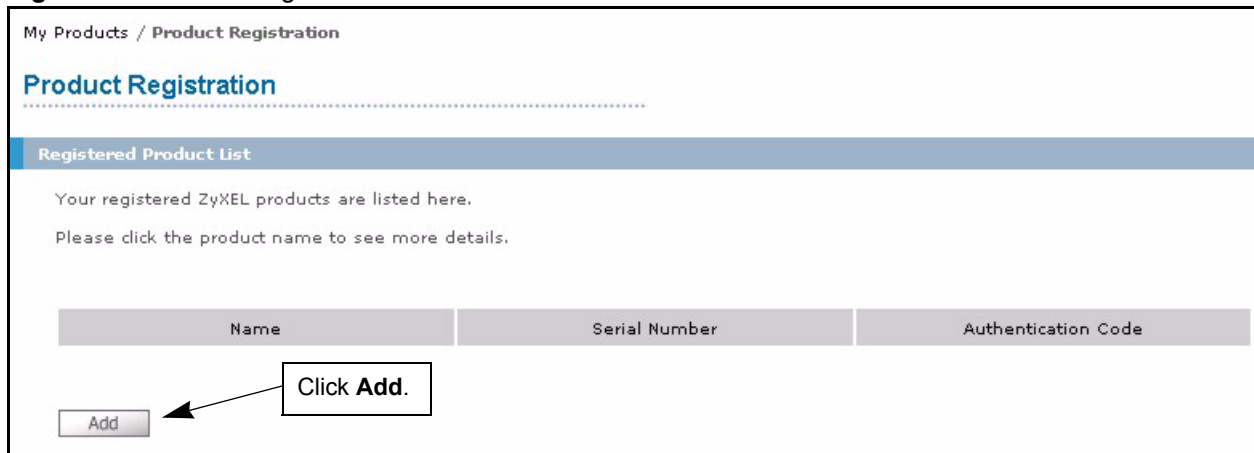 My Products / Product Registration
Product Registration
Registered Product List
Your registered ZyXEL products are listed here.
Please click the product name to see more details.
Name Serial Number Authentication Code
Click Add.
Add